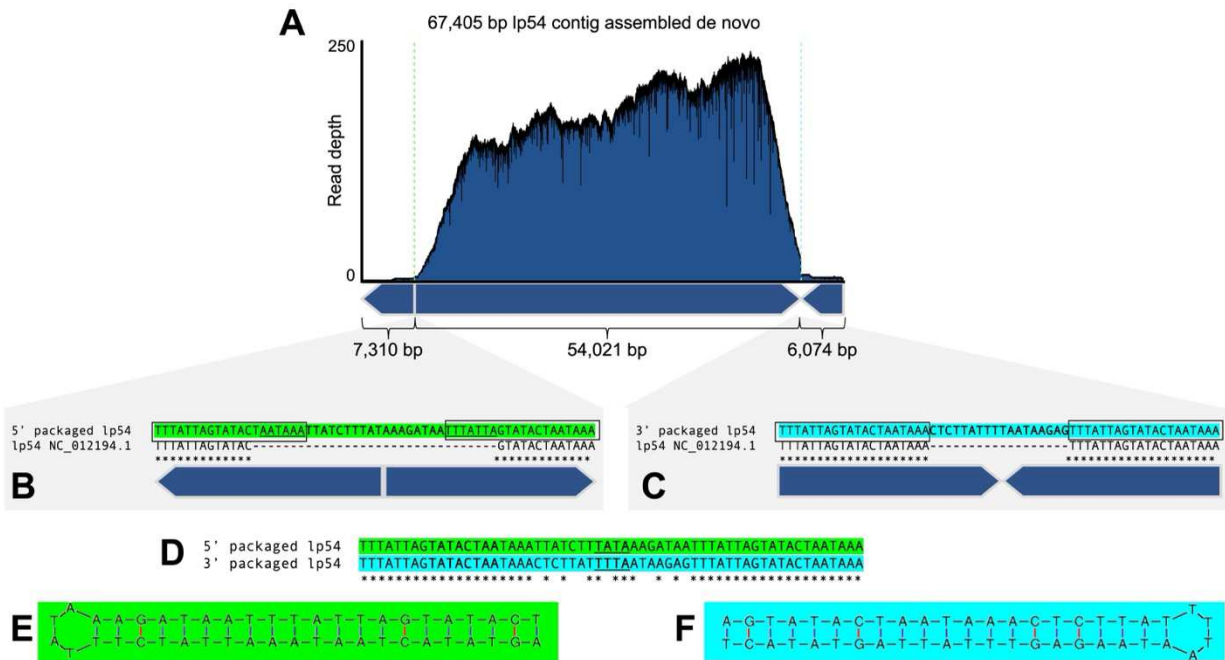 A
67,405 bp lp54 contig assembled de novo
250
Read depth
0
7,310 bp
54,021 bp
6,074 bp
5' packaged lp54 TTTATTAGTATACTAATAAATTATCTTTATAAAGATAATTTATTAGTATACTAATAAA
lp54 NC_012194.1 TTTATTAGTATAC--------------------------------GTATACTAATAAA
*************                                *************
B
3' packaged lp54 TTTATTAGTATACTAATAAACTCTTATTTTAATAAGAGTTTATTAGTATACTAATAAA
lp54 NC_012194.1 TTTATTAGTATACTAATAAA------------------TTTATTAGTATACTAATAAA
********************                  ********************
C
D
5' packaged lp54 TTTATTAGTATACTAATAAATTATCTTTATAAAGATAATTTATTAGTATACTAATAAA
3' packaged lp54 TTTATTAGTATACTAATAAACTCTTATTTTAATAAGAGTTTATTAGTATACTAATAAA
E
F